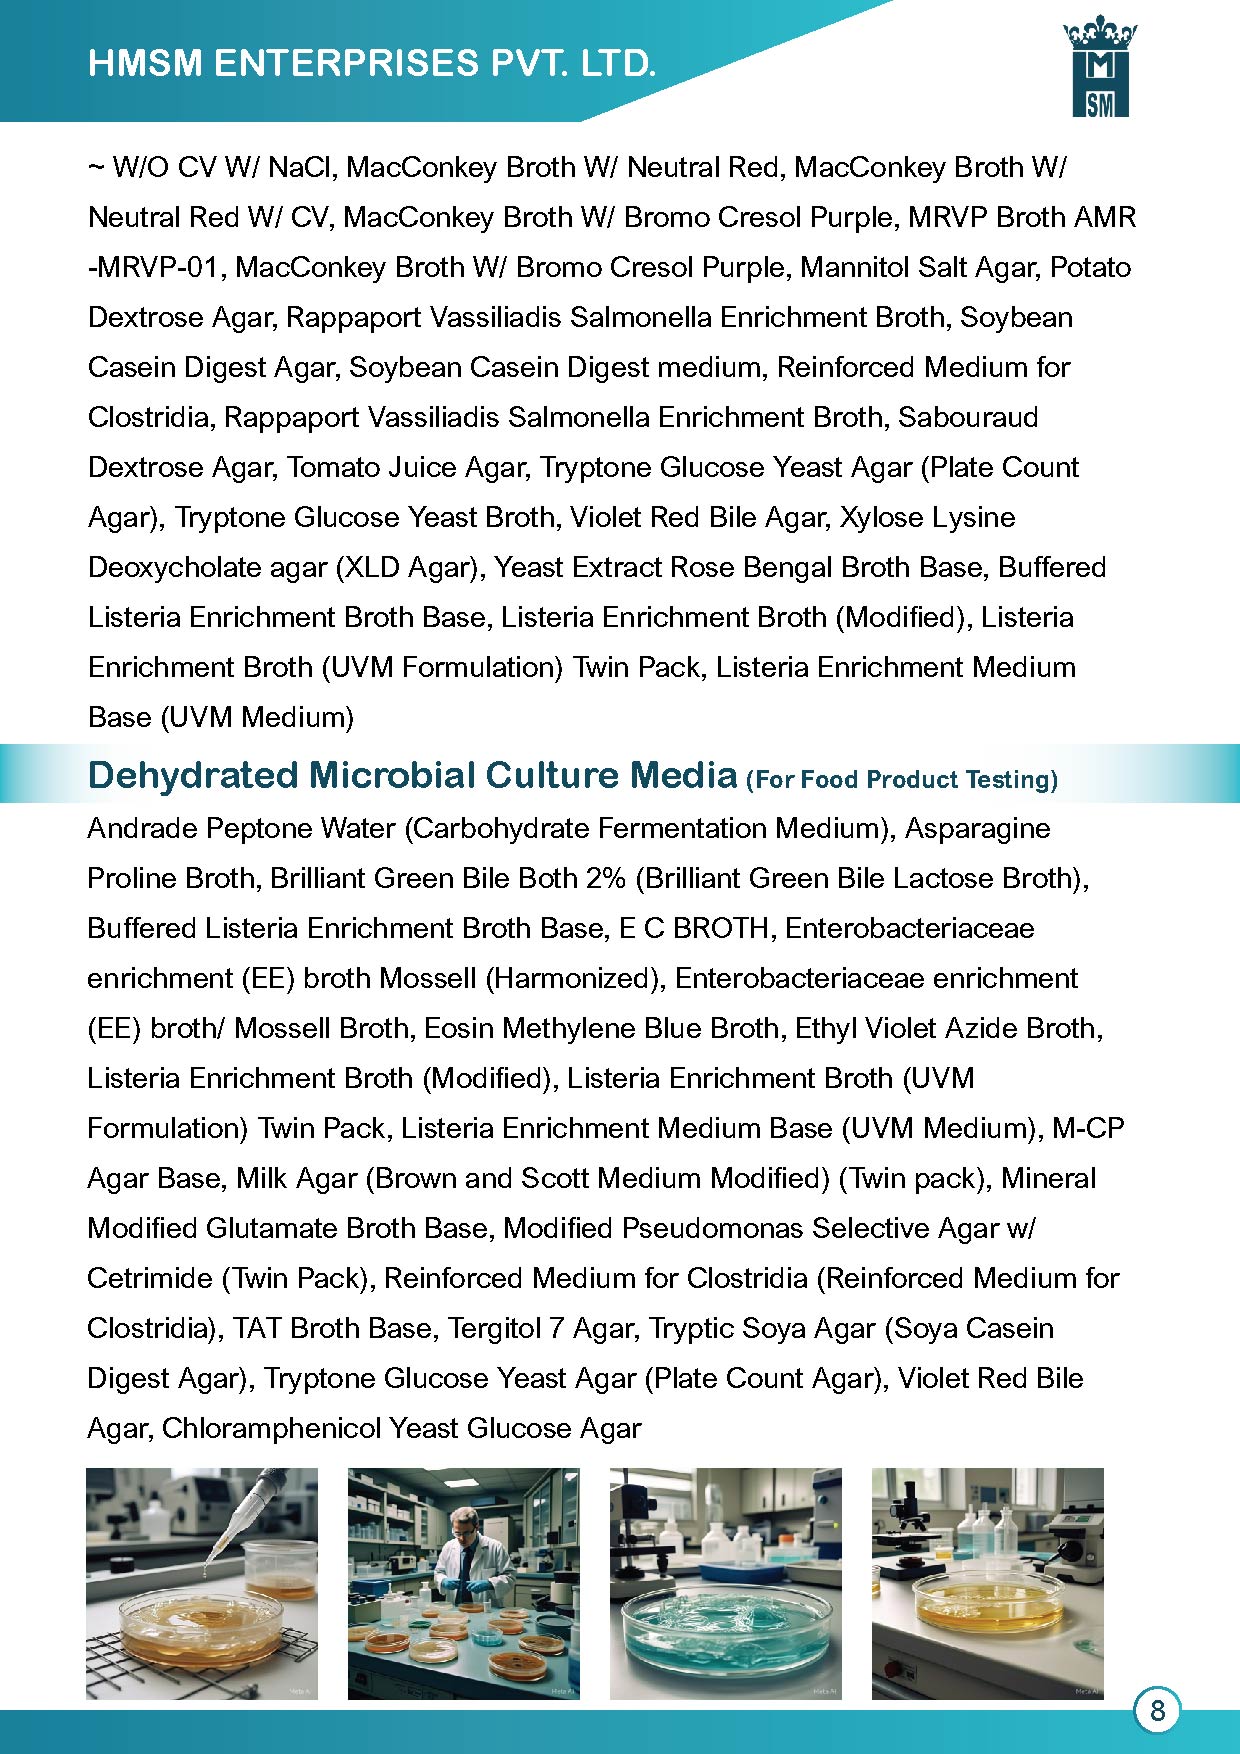 HMSM ENTERPRISES PVT. LTD.
M
SM
~ W/O CV W/ NaCl, MacConkey Broth W/ Neutral Red, MacConkey Broth W/
Neutral Red W/ CV, MacConkey Broth W/ Bromo Cresol Purple, MRVP Broth AMR
-MRVP-01, MacConkey Broth W/ Bromo Cresol Purple, Mannitol Salt Agar, Potato
Dextrose Agar, Rappaport Vassiliadis Salmonella Enrichment Broth, Soybean
Casein Digest Agar, Soybean Casein Digest medium, Reinforced Medium for
Clostridia, Rappaport Vassiliadis Salmonella Enrichment Broth, Sabouraud
Dextrose Agar, Tomato Juice Agar, Tryptone Glucose Yeast Agar (Plate Count
Agar), Tryptone Glucose Yeast Broth, Violet Red Bile Agar, Xylose Lysine
Deoxycholate agar (XLD Agar), Yeast Extract Rose Bengal Broth Base, Buffered
Listeria Enrichment Broth Base, Listeria Enrichment Broth (Modified), Listeria
Enrichment Broth (UVM Formulation) Twin Pack, Listeria Enrichment Medium
Base (UVM Medium)
Dehydrated Microbial Culture Media (For Food Product Testing)
Andrade Peptone Water (Carbohydrate Fermentation Medium), Asparagine
Proline Broth, Brilliant Green Bile Both 2% (Brilliant Green Bile Lactose Broth),
Buffered Listeria Enrichment Broth Base, E C BROTH, Enterobacteriaceae
enrichment (EE) broth Mossell (Harmonized), Enterobacteriaceae enrichment
(EE) broth/ Mossell Broth, Eosin Methylene Blue Broth, Ethyl Violet Azide Broth,
Listeria Enrichment Broth (Modified), Listeria Enrichment Broth (UVM
Formulation) Twin Pack, Listeria Enrichment Medium Base (UVM Medium), M-CP
Agar Base, Milk Agar (Brown and Scott Medium Modified) (Twin pack), Mineral
Modified Glutamate Broth Base, Modified Pseudomonas Selective Agar w/
Cetrimide (Twin Pack), Reinforced Medium for Clostridia (Reinforced Medium for
Clostridia), TAT Broth Base, Tergitol 7 Agar, Tryptic Soya Agar (Soya Casein
Digest Agar), Tryptone Glucose Yeast Agar (Plate Count Agar), Violet Red Bile
Agar, Chloramphenicol Yeast Glucose Agar
Meta AI Meta AI Meta AI Meta AI
8